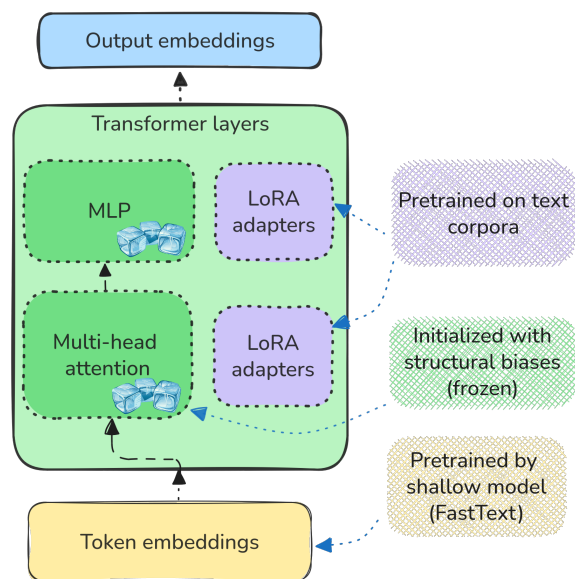 Output embeddings
Transformer layers
MLP
LoRA
adapters
Pretrained on text
corpora
Multi-head
attention
LoRA
adapters
Initialized with
structural biases
(frozen)
Pretrained by
shallow model
(FastText)
Token embeddings